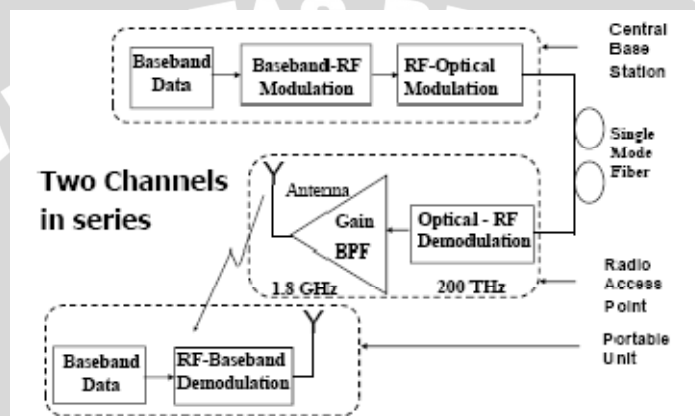 Baseband
Data
Baseband-RF
Modulation
RF-Optical
Modulation
Central
Base
Station
Single
Mode
Fiber
Two Channels
in series
Antenna
Gain
BPF
Optical - RF
Demodulation
1.8 GHz
200 THz
Radio
Access
Point
Baseband
Data
RF-Baseband
Demodulation
Portable
Unit